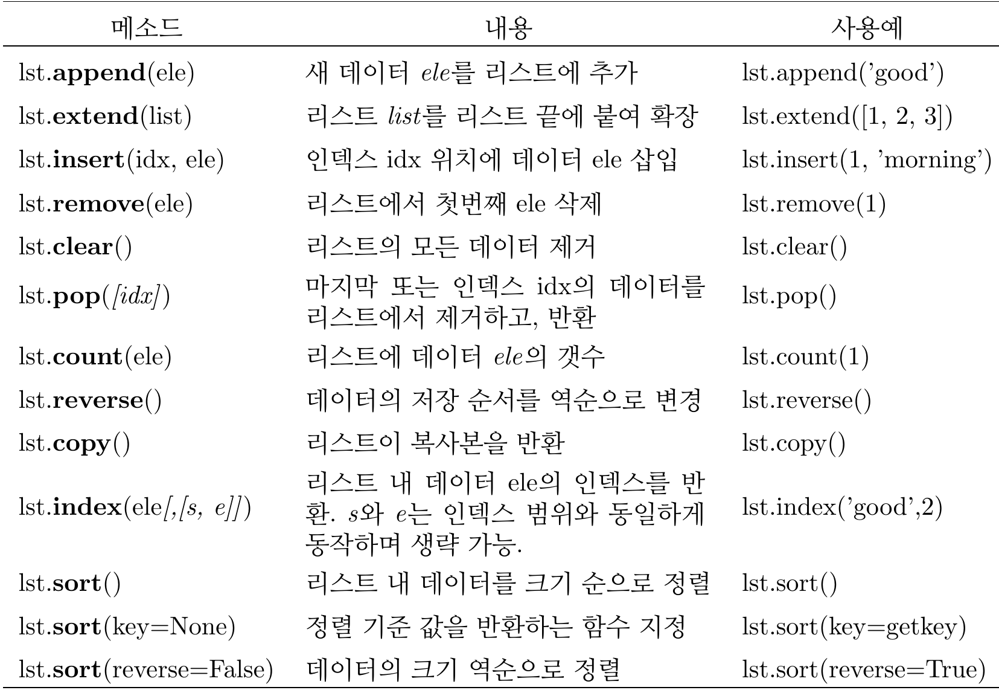 메소드 내용 사용예
lst.append(ele) 새 데이터 ele를 리스트에 추가 lst.append('good')
lst.extend(list) 리스트 list를 리스트 끝에 붙여 확장 lst.extend([1, 2, 3])
lst.insert(idx, ele) 인덱스 idx 위치에 데이터 ele 삽입 lst.insert(1, 'morning')
lst.remove(ele) 리스트에서 첫번째 ele 삭제 lst.remove(1)
lst.clear() 리스트의 모든 데이터 제거 lst.clear()
lst.pop([idx]) 마지막 또는 인덱스 idx의 데이터를
리스트에서 제거하고, 반환 lst.pop()
lst.count(ele) 리스트에 데이터 ele의 갯수 lst.count(1)
lst.reverse() 데이터의 저장 순서를 역순으로 변경 lst.reverse()
lst.copy() 리스트이 복사본을 반환 lst.copy()
리스트 내 데이터 ele의 인덱스를 반
lst.index(ele[,[s, e]]) 환. s와 e는 인덱스 범위와 동일하게 lst.index('good',2)
동작하며 생략 가능.
lst.sort() 리스트 내 데이터를 크기 순으로 정렬 lst.sort()
lst.sort(key=None) 정렬 기준 값을 반환하는 함수 지정 lst.sort(key=getkey)
lst.sort(reverse=False) 데이터의 크기 역순으로 정렬 lst.sort(reverse=True)